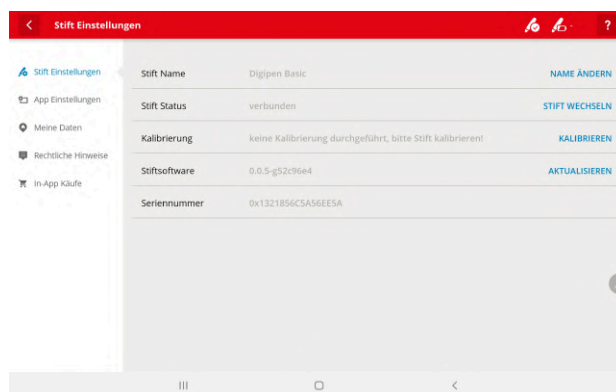 Stift Einstellungen
?
Stift Einstellungen
App Einstellungen
Meine Daten
Rechtliche Hinweise
In-App Käufe
Stift Name Digipen Basic NAME ÄNDERN
Stift Status verbunden STIFT WECHSELN
Kalibrierung keine Kalibrierung durchgeführt, bitte Stift kalibrieren! KALIBRIEREN
Stiftsoftware 0.0.5-g52c96e4 AKTUALISIEREN
Seriennummer 0x1321856C5A56EE5A